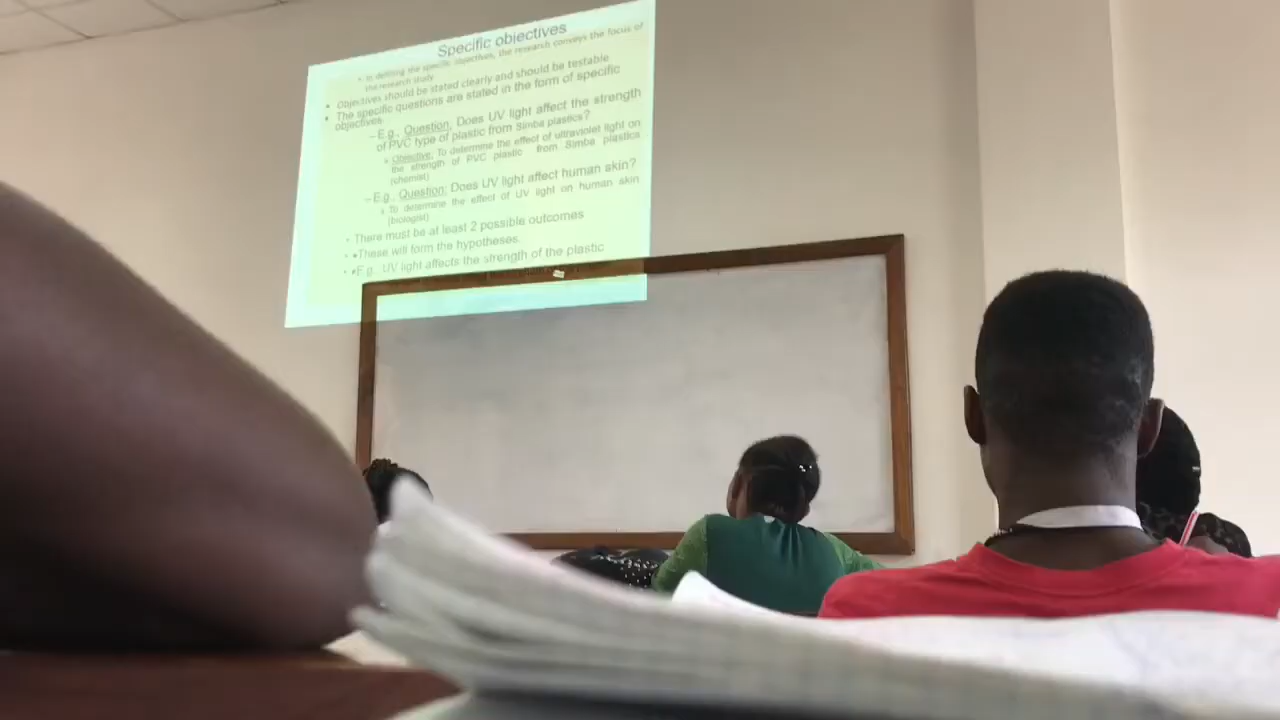 Specific objectives
• In defining the specific objectives, the research conveys the focus of
the research study
• Objectives should be stated clearly and should be testable
• The specific questions are stated in the form of specific
objectives
– E.g., Question: Does UV light affect the strength
of PVC type of plastic from Simba plastics?
Objective: To determine the effect of ultraviolet light on
the strength of PVC plastic from Simba plastics
(chemist)
– E.g., Question: Does UV light affect human skin?
To determine the effect of UV light on human skin
(biologist)
• There must be at least 2 possible outcomes
• •These will form the hypotheses.
• •E.g., UV light affects the strength of the plastic